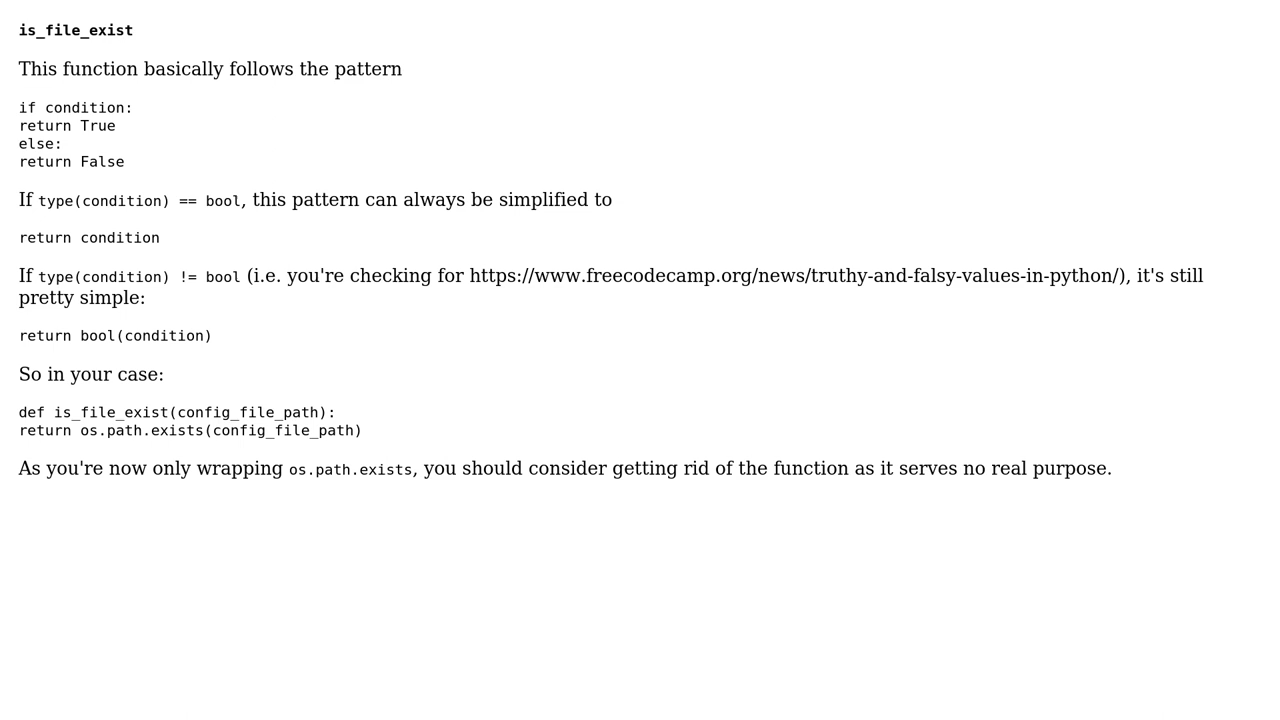 is_file_exist
This function basically follows the pattern
if condition:
return True
else:
return False
If type(condition) == bool, this pattern can always be simplified to
return condition
If type(condition) != bool (i.e. you're checking for https://www.freecodecamp.org/news/truthy-and-falsy-values-in-python/), it's still
pretty simple:
return bool(condition)
So in your case:
def is_file_exist(config_file_path):
return os.path.exists(config_file_path)
As you're now only wrapping os.path.exists, you should consider getting rid of the function as it serves no real purpose.